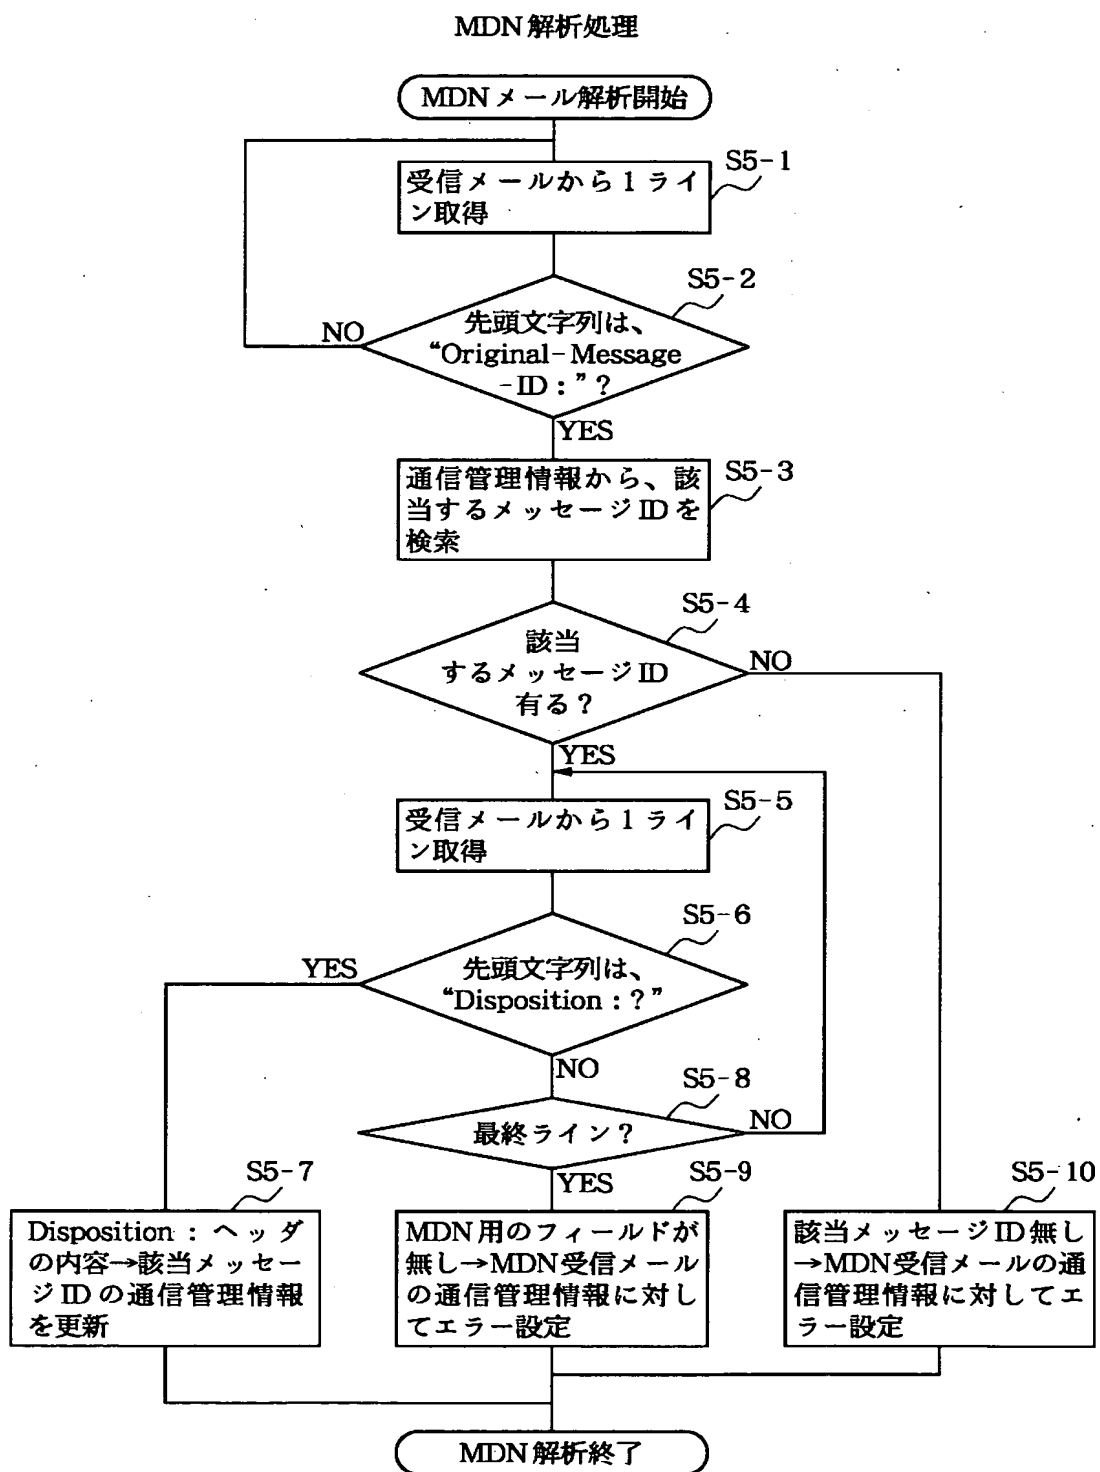 MDN解析処理
MDNメール解析開始
S5-1
受信メールから1ライ
ン取得
S5-2
先頭文字列は、
“Original-Message
-ID:”?
NO
YES
S5-3
通信管理情報から、該
当するメッセージIDを
検索
S5-4
該当
するメッセージID
有る?
NO
YES
S5-5
受信メールから1ライ
ン取得
S5-6
先頭文字列は、
“Disposition:?”
YES
NO
S5-8
最終ライン?
NO
YES
S5-7
Disposition:ヘッダ
の内容→該当メッセー
ジIDの通信管理情報
を更新
S5-9
MDN用のフィールドが
無し→MDN受信メール
の通信管理情報に対し
てエラー設定
S5-10
該当メッセージID無し
→MDN受信メールの通
信管理情報に対してエ
ラー設定
MDN解析終了